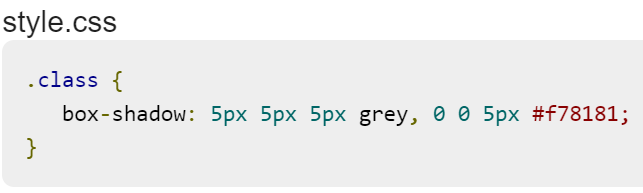 style.css
.class {
box-shadow: 5px 5px 5px grey, 0 0 5px #f78181;
}